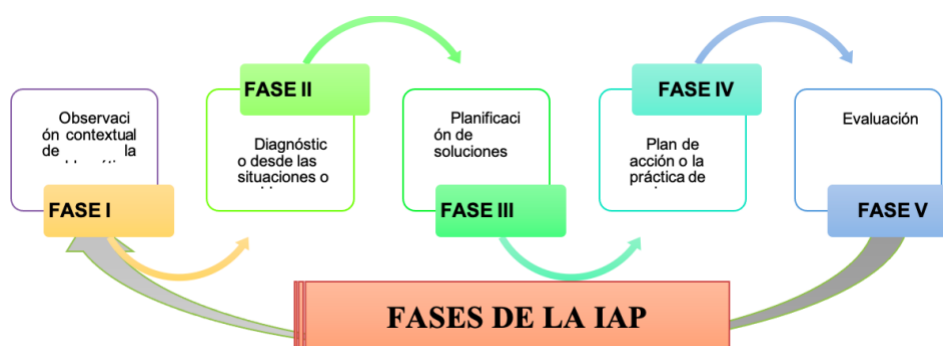 Observaci
ón contextual
de la
FASE I
FASE II
Diagnóstic
o desde las
situaciones o
Planificaci
ón de
soluciones
FASE III
FASE IV
Plan de
acción o la
práctica de
Evaluación
FASE V
FASES DE LA IAP